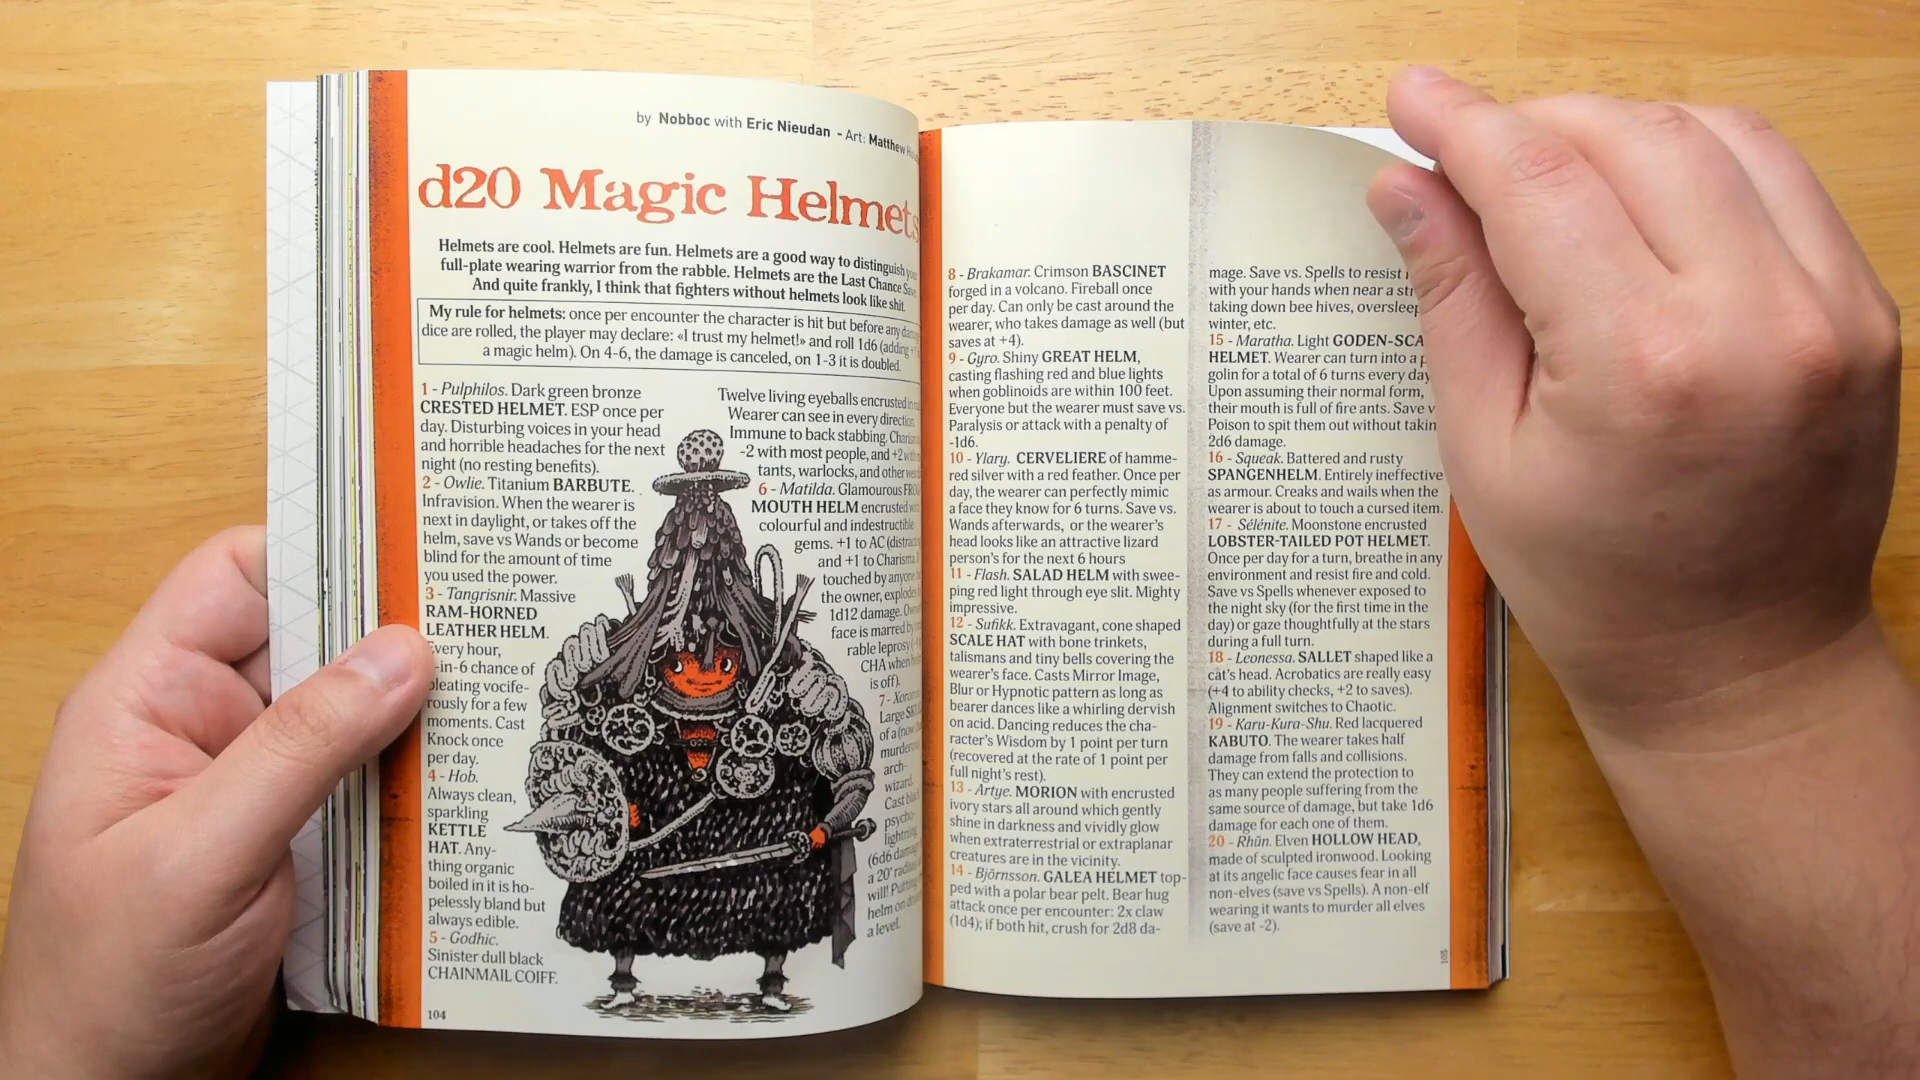 by Nobboc with Eric Nieudan - Art: Matthew
d20 Magic Helmets
Helmets are cool. Helmets are fun. Helmets are a good way to distinguish
full-plate wearing warrior from the rabble. Helmets are the Last Chance
And quite frankly, I think that fighters without helmets look like shit.
My rule for helmets: once per encounter the character is hit but before any
dice are rolled, the player may declare: «I trust my helmet!» and roll 1d6 (adding
a magic helm). On 4-6, the damage is canceled, on 1-3 it is doubled.
1 - Pulphilos. Dark green bronze
CRESTED HELMET. ESP once per
day. Disturbing voices in your head
and horrible headaches for the next
night (no resting benefits).
2 - Owlie. Titanium BARBUTE.
Infravision. When the wearer is
next in daylight, or takes off the
helm, save vs Wands or become
blind for the amount of time
you used the power.
3 - Tangrisnir. Massive
RAM-HORNED
LEATHER HELM.
Every hour,
-in-6 chance of
bleating vocife-
rously for a few
moments. Cast
Knock once
per day.
4 - Hob.
Always clean,
sparkling
KETTLE
HAT. Any-
thing organic
boiled in it is ho-
pelessly bland but
always edible.
5 - Godhic.
Sinister dull black
CHAINMAIL COIFF.
104
Twelve living eyeballs encrusted
Wearer can see in every direction.
Immune to back stabbing.
-2 with most people, and +2
tants, warlocks, and other
6 - Matilda. Glamourous
MOUTH HELM encrusted
colourful and indestructible
gems. +1 to AC
and +1 to Charisma.
touched by anyone
the owner, explodes
1d12 damage.
face is marred by
rable leprosy
CHA when
is off).
7 -
Large
of a
murderous
arch-
wizard.
Cast
psycho-
lightning
(6d6
a 20'
will!
helm on
a level.
8 - Brakamar. Crimson BASCINET
forged in a volcano. Fireball once
per day. Can only be cast around the
wearer, who takes damage as well (but
saves at +4).
9 - Gyro. Shiny GREAT HELM,
casting flashing red and blue lights
when goblinoids are within 100 feet.
Everyone but the wearer must save vs.
Paralysis or attack with a penalty of
-1d6.
10 - Ylary. CERVELIERE of hamme-
red silver with a red feather. Once per
day, the wearer can perfectly mimic
a face they know for 6 turns. Save vs.
Wands afterwards, or the wearer's
head looks like an attractive lizard
person's for the next 6 hours
11 - Flash. SALAD HELM with swee-
ping red light through eye slit. Mighty
impressive.
12 - Sufikk. Extravagant, cone shaped
SCALE HAT with bone trinkets,
talismans and tiny bells covering the
wearer's face. Casts Mirror Image,
Blur or Hypnotic pattern as long as
bearer dances like a whirling dervish
on acid. Dancing reduces the cha-
racter's Wisdom by 1 point per turn
(recovered at the rate of 1 point per
full night's rest).
13 - Artye. MORION with encrusted
ivory stars all around which gently
shine in darkness and vividly glow
when extraterrestrial or extraplanar
creatures are in the vicinity.
14 - Björnsson. GALEA HELMET top-
ped with a polar bear pelt. Bear hug
attack once per encounter: 2x claw
(1d4); if both hit, crush for 2d8 da-
mage. Save vs. Spells to resist
with your hands when near a
taking down bee hives,
winter, etc.
15 - Maratha. Light GODEN-SCA
HELMET. Wearer can turn into a
golin for a total of 6 turns every day.
Upon assuming their normal form,
their mouth is full of fire ants. Save
Poison to spit them out without
2d6 damage.
16 - Squeak. Battered and rusty
SPANGENHELM. Entirely ineffective
as armour. Creaks and wails when the
wearer is about to touch a cursed item.
17 - Sélénite. Moonstone encrusted
LOBSTER-TAILED POT HELMET.
Once per day for a turn, breathe in any
environment and resist fire and cold.
Save vs Spells whenever exposed to
the night sky (for the first time in the
day) or gaze thoughtfully at the stars
during a full turn.
18 - Leonessa. SALLET shaped like a
cat's head. Acrobatics are really easy
(+4 to ability checks, +2 to saves).
Alignment switches to Chaotic.
19 - Karu-Kura-Shu. Red lacquered
KABUTO. The wearer takes half
damage from falls and collisions.
They can extend the protection to
as many people suffering from the
same source of damage, but take 1d6
damage for each one of them.
20 - Rhûn. Elven HOLLOW HEAD,
made of sculpted ironwood. Looking
at its angelic face causes fear in all
non-elves (save vs Spells). A non-elf
wearing it wants to murder all elves
(save at -2).
105